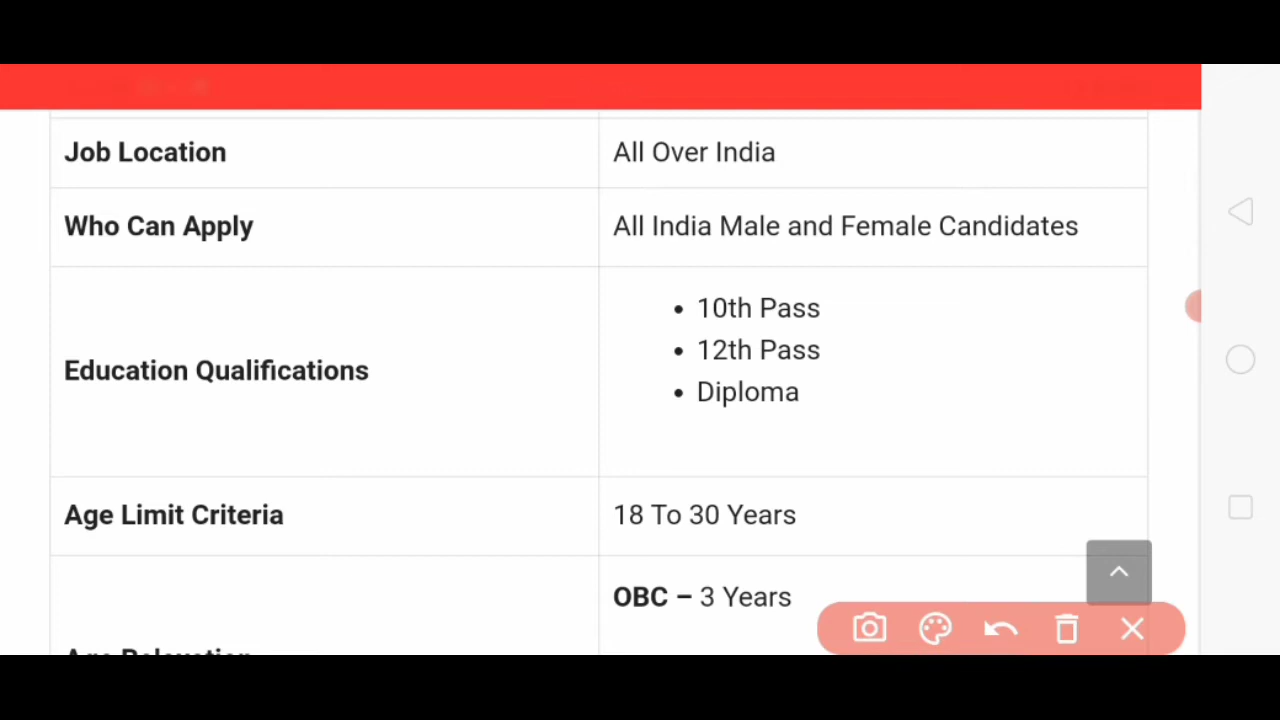 Job Location
All Over India
Who Can Apply
All India Male and Female Candidates
Education Qualifications
• 10th Pass
• 12th Pass
• Diploma
Age Limit Criteria
18 To 30 Years
OBC – 3 Years